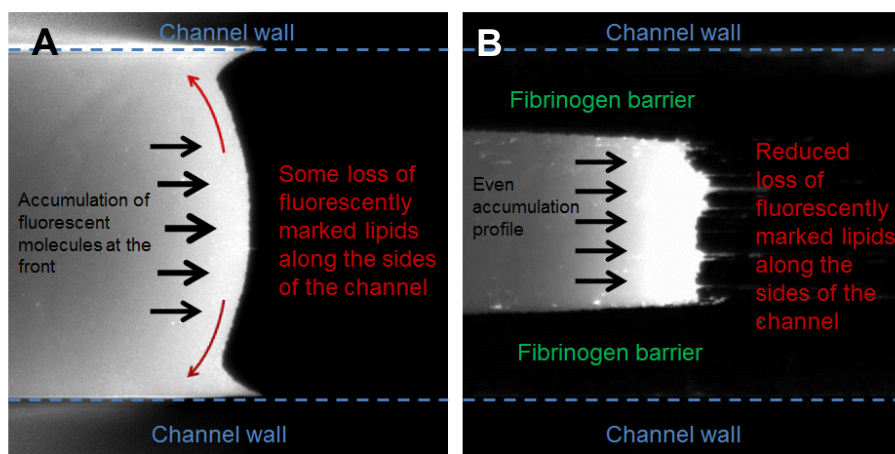 A
Channel wall
Accumulation of
fluorescent
molecules at the
front
Some loss of
fluorescently
marked lipids
along the sides
of the channel
Channel wall
B
Channel wall
Fibrinogen barrier
Even
accumulation
profile
Reduced
loss of
fluorescently
marked lipids
along the
sides of the
channel
Fibrinogen barrier
Channel wall